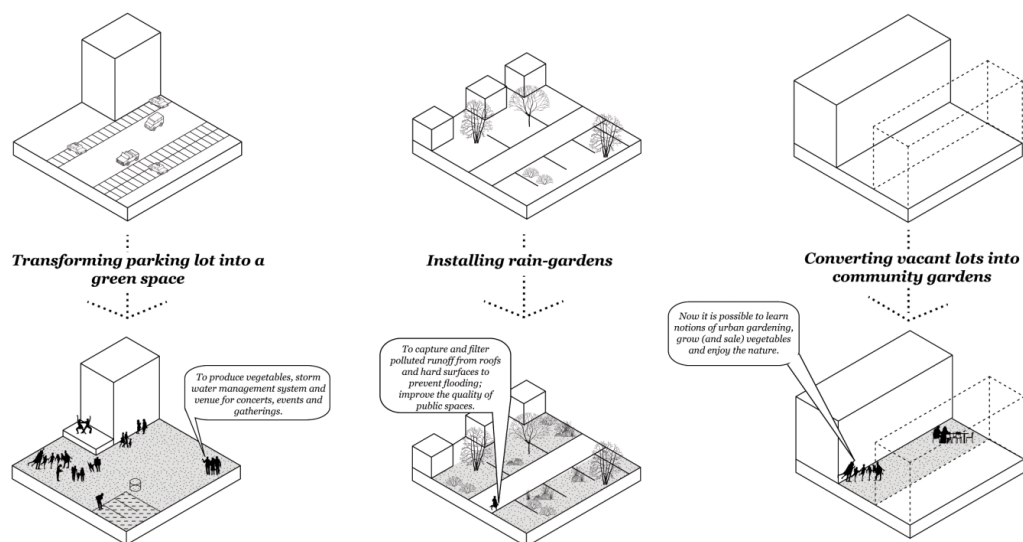 Transforming parking lot into a
green space
Installing rain-gardens
Converting vacant lots into
community gardens
To produce vegetables, storm
water management system and
venue for concerts, events and
gatherings.
To capture and filter
polluted runoff from roofs
and hard surfaces to
prevent flooding;
improve the quality of
public spaces.
Now it is possible to learn
notions of urban gardening,
grow (and sale) vegetables
and enjoy the nature.